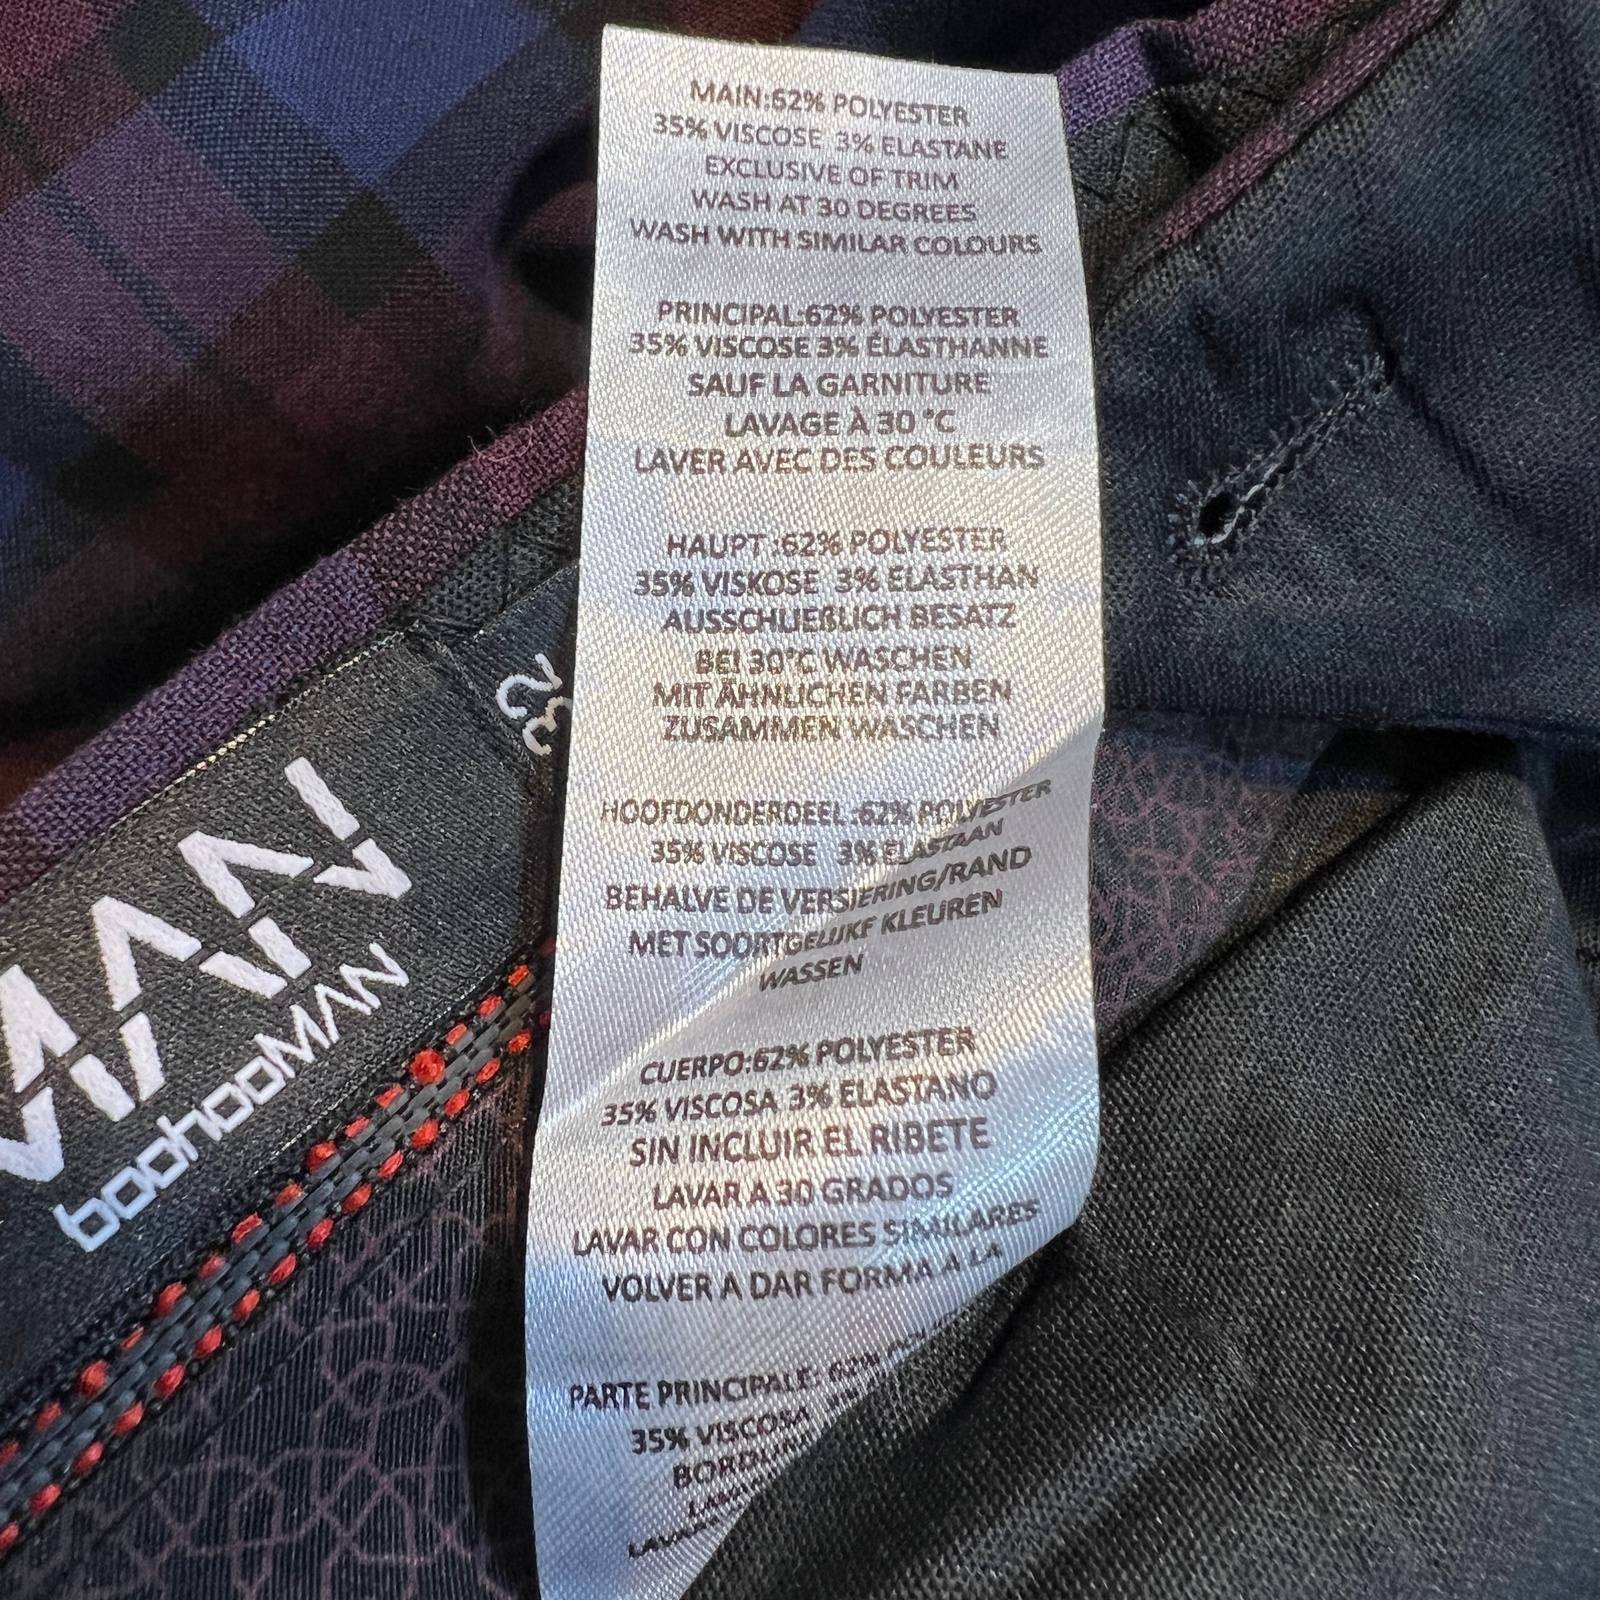 MAIN:62% POLYESTER
35% VISCOSE 3% ELASTANE
EXCLUSIVE OF TRIM
WASH AT 30 DEGREES
WASH WITH SIMILAR COLOURS
PRINCIPAL:62% POLYESTER
35% VISCOSE 3% ÉLASTHANNE
SAUF LA GARNITURE
LAVAGE À 30 °C
LAVER AVEC DES COULEURS
HAUPT :62% POLYESTER
35% VISKOSE 3% ELASTHAN
AUSSCHLIEßLICH BESATZ
BEI 30°C WASCHEN
MIT ÄHNLICHEN FARBEN
ZUSAMMEN WASCHEN
HOOFDONDERDEEL :62% POLYESTER
35% VISCOSE 3% ELASTAAN
BEHALVE DE VERSIERING/RAND
MET SOORTGELIJKF KLEUREN
WASSEN
CUERPO:62% POLYESTER
35% VISCOSA 3% ELASTANO
SIN INCLUIR EL RIBETE
LAVAR A 30 GRADOS
LAVAR CON COLORES SIMILARES
VOLVER A DAR FORMA A LA
PARTE PRINCIPALE: 62%
35% VISCOSA
32
MAN
boohooMAN